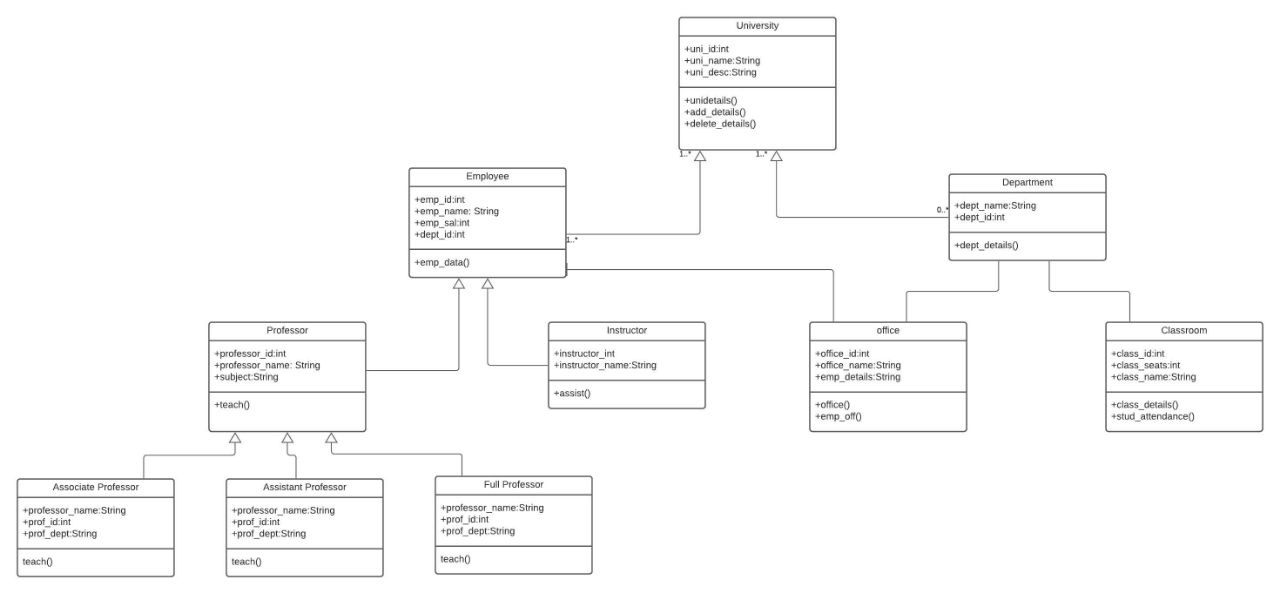 University
+uni_id:int
+uni_name:String
+uni_desc:String
+unidetails()
+add_details()
+delete_details()
1..*
1..*
Employee
+emp_id:int
+emp_name: String
+emp_sal:int
+dept_id:int
+emp_data()
1..*
Department
+dept_name:String
+dept_id:int
+dept_details()
0..*
Professor
+professor_id:int
+professor_name: String
+subject:String
+teach()
Instructor
+instructor_int
+instructor_name:String
+assist()
office
+office_id:int
+office_name:String
+emp_details:String
+office()
+emp_off()
Classroom
+class_id:int
+class_seats:int
+class_name:String
+class_details()
+stud_attendance()
Associate Professor
+professor_name:String
+prof_id:int
+prof_dept:String
teach()
Assistant Professor
+professor_name:String
+prof_id:int
+prof_dept:String
teach()
Full Professor
+professor_name:String
+prof_id:int
+prof_dept:String
teach()